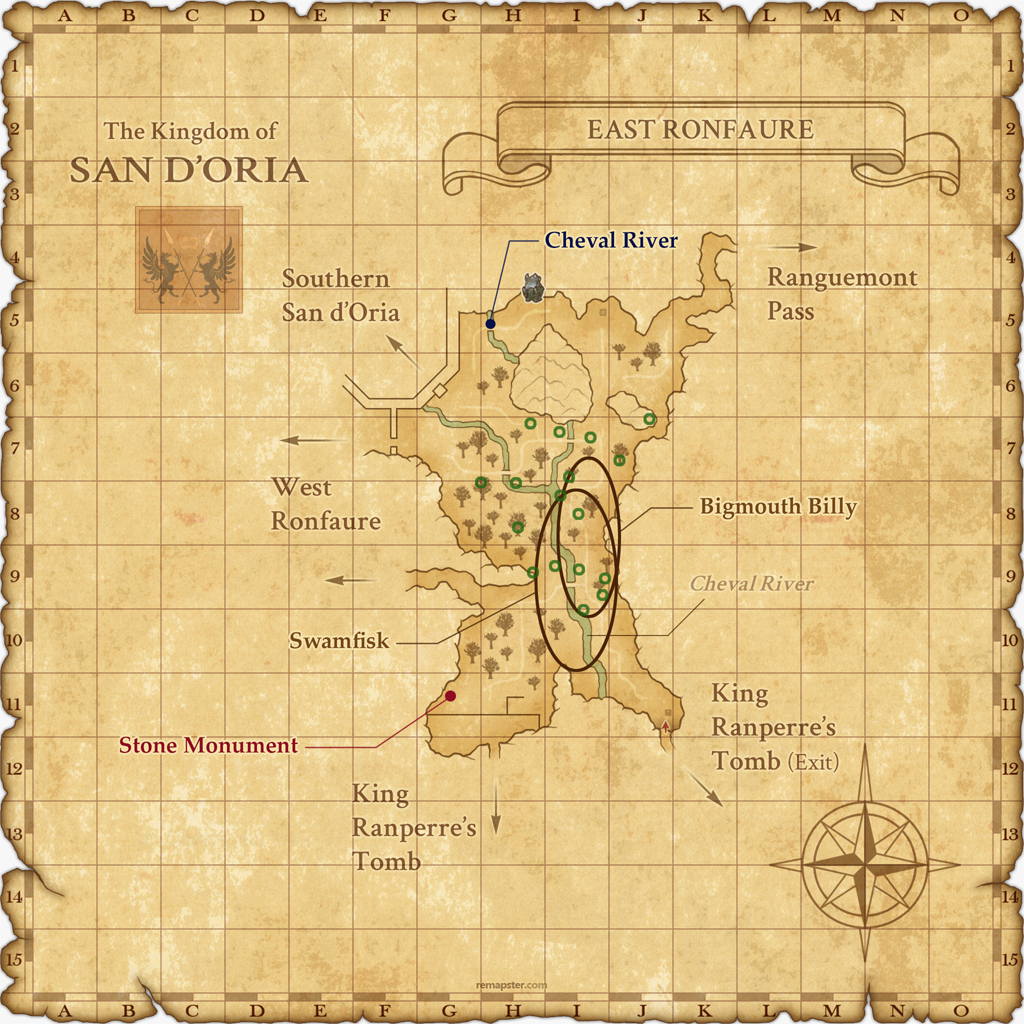 A B C D E F G H I J K L M N O
1 1
2 2
3 3
4 4
5 5
6 6
7 7
8 8
9 9
10 10
11 11
12 12
13 13
14 14
15 15
The Kingdom of
SAN D'ORIA
EAST RONFAURE
Cheval River
Southern
San d'Oria
Ranguemont
Pass
West
Ronfaure
Bigmouth Billy
Cheval River
Swamfisk
Stone Monument
King
Ranperre's
Tomb (Exit)
King
Ranperre's
Tomb
remapster.com
A B C D E F G H I J K L M N O